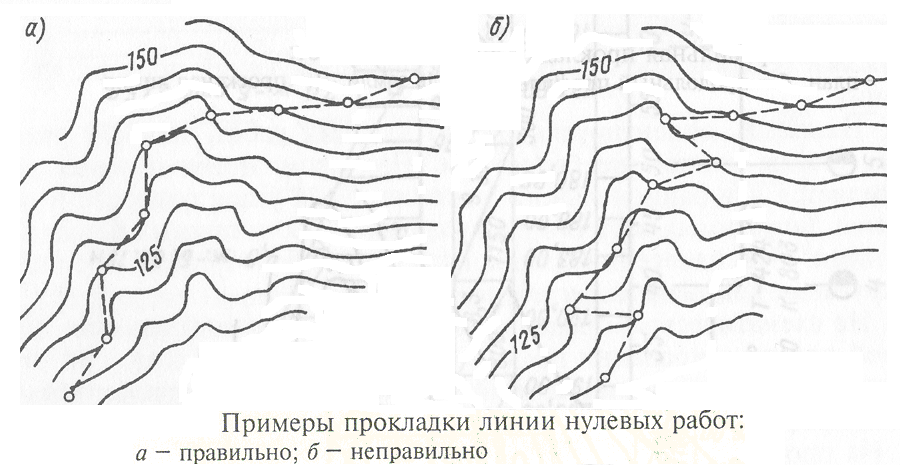 а) б)
150 150
125
125
Примеры прокладки линии нулевых работ:
а – правильно; б – неправильно